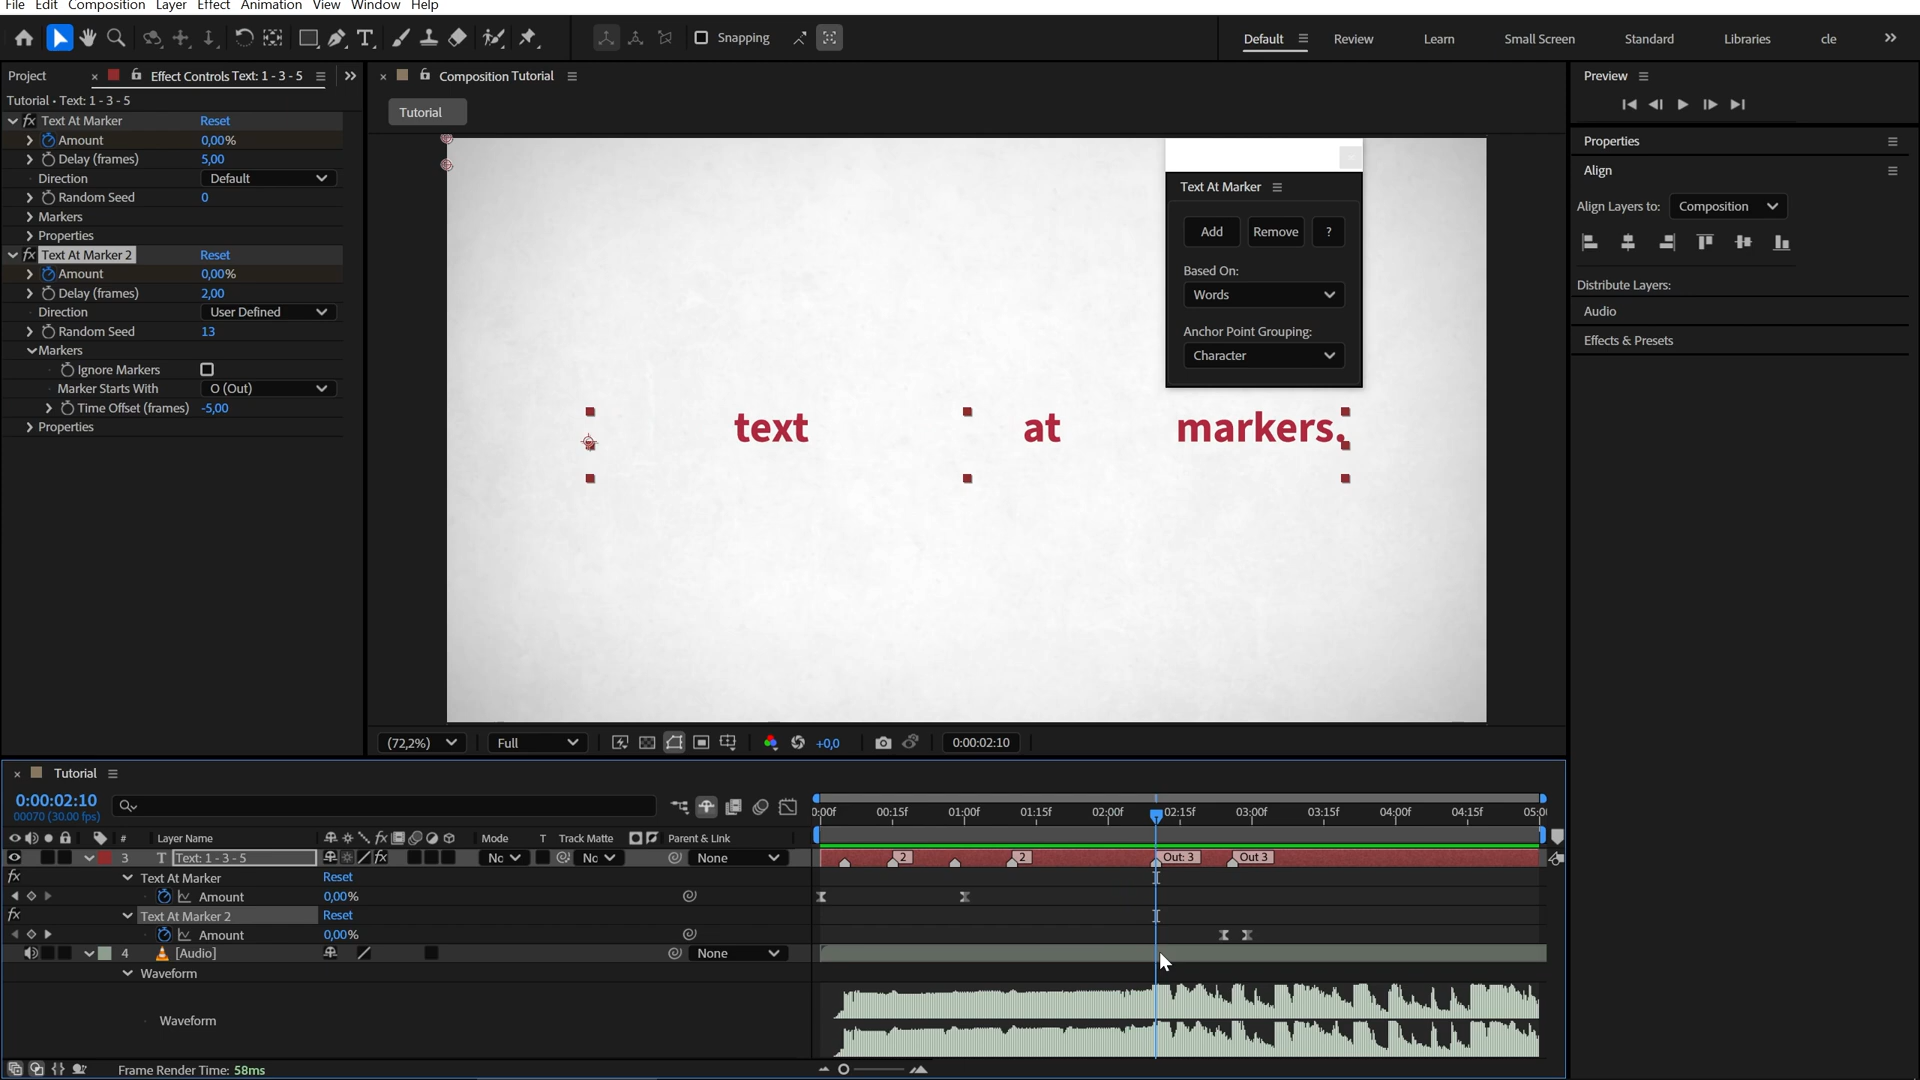 File Edit Composition Layer Effect Animation View Window Help
Snapping
Default Review Learn Small Screen Standard Libraries cle
Project
Effect Controls Text: 1 - 3 - 5
Tutorial • Text: 1 - 3 - 5
fx Text At Marker Reset
Amount 0,00%
Delay (frames) 5,00
Direction Default
Random Seed 0
Markers
Properties
fx Text At Marker 2 Reset
Amount 0,00%
Delay (frames) 2,00
Direction User Defined
Random Seed 13
Markers
Ignore Markers
Marker Starts With O (Out)
Time Offset (frames) -5,00
Properties
Composition Tutorial
Tutorial
Text At Marker
Add Remove ?
Based On:
Words
Anchor Point Grouping:
Character
text at markers.
(72,2%) Full +0,0 0:00:02:10
Preview
Properties
Align
Align Layers to: Composition
Distribute Layers:
Audio
Effects & Presets
Tutorial
0:00:02:10
00070 (30.00 fps)
:00f 00:15f 01:00f 01:15f 02:00f 02:15f 03:00f 03:15f 04:00f 04:15f 05:0
# Layer Name fx Mode T Track Matte Parent & Link
3 T Text: 1 - 3 - 5 fx Nc Nc None 2 2 Out: 3 Out 3
fx Text At Marker Reset
Amount 0,00%
fx Text At Marker 2 Reset
Amount 0,00%
4 [Audio] None
Waveform
Waveform
Frame Render Time: 58ms